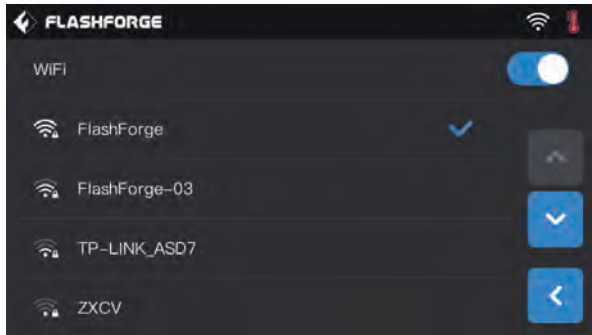 FLASHFORGE
WiFi
FlashForge
FlashForge-03
TP-LINK_ASD7
ZXCV